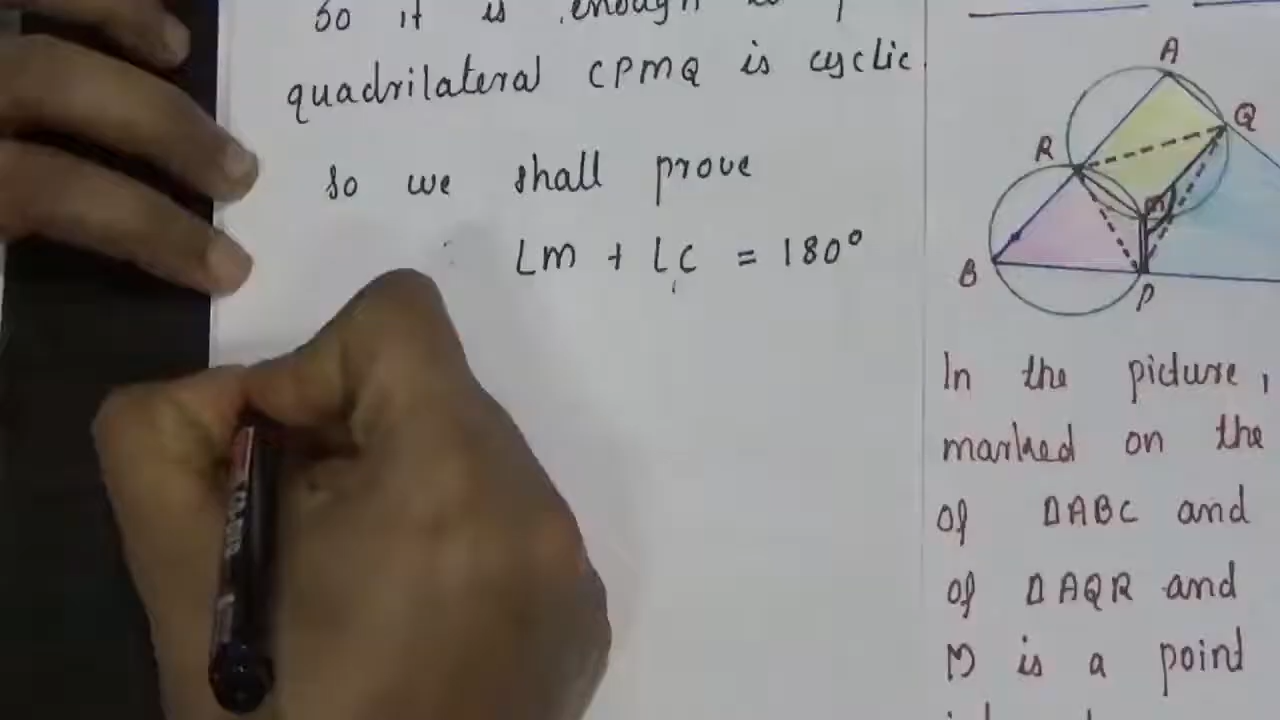 So it is enough
quadrilateral CPMQ is cyclic.
So we shall prove
∠M + ∠C = 180°
A
Q
R
M
B
P
In the picture,
marked on the
of ΔABC and
of ΔAQR and
M is a point